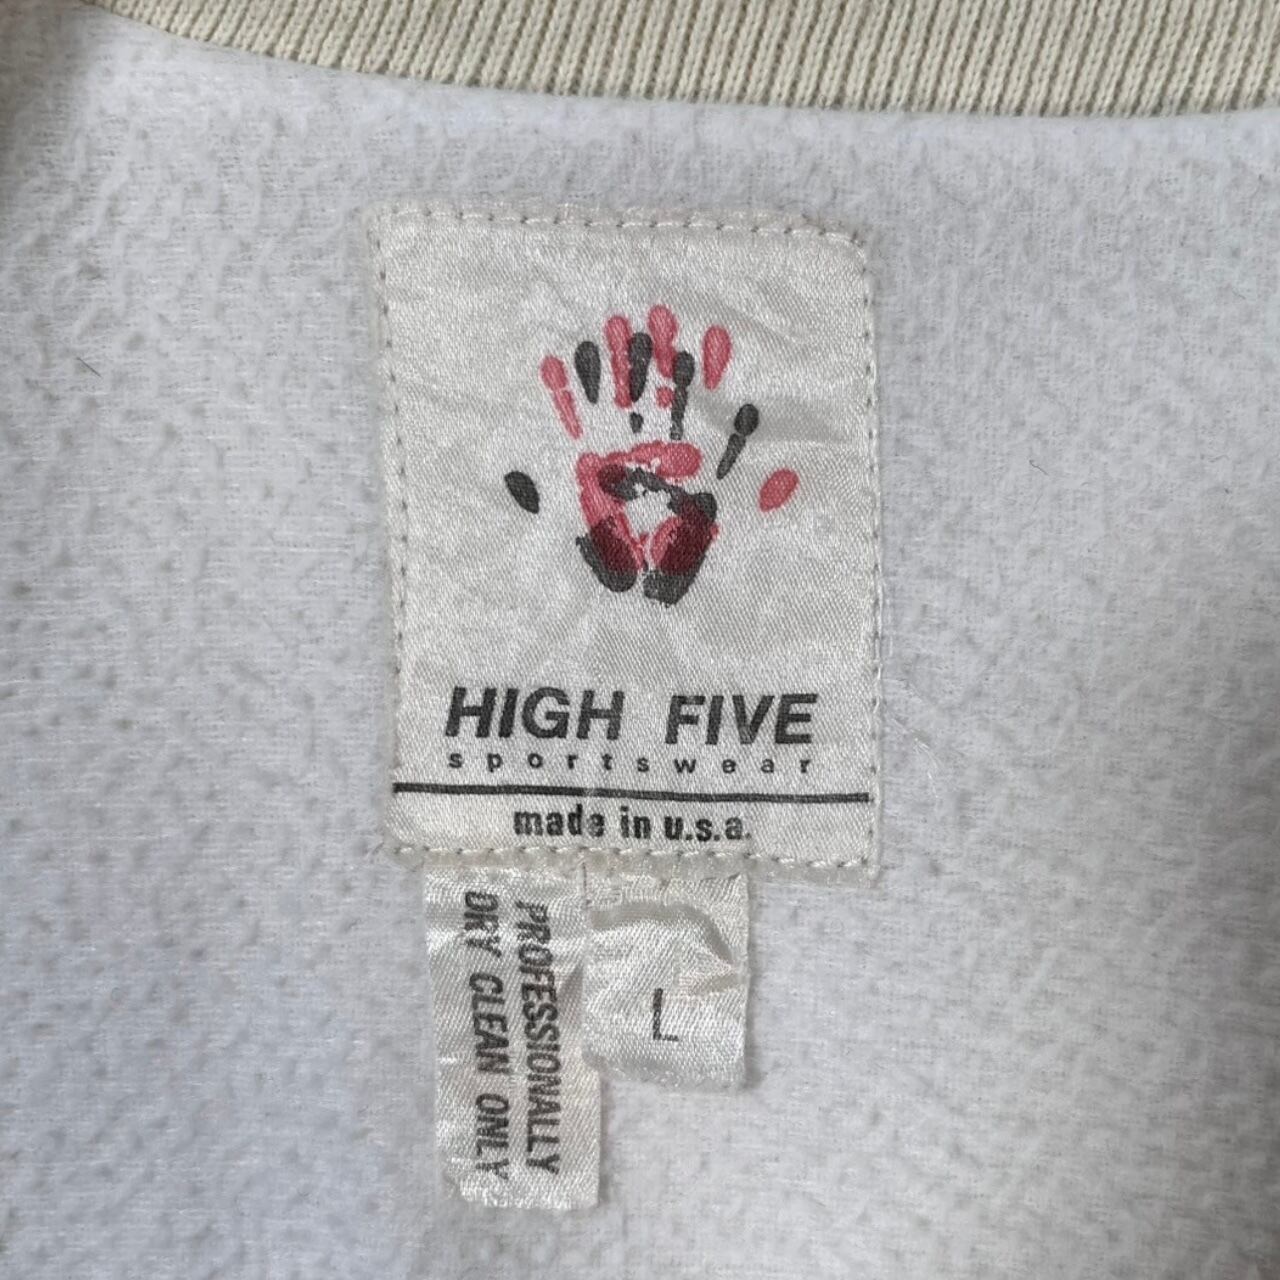 HIGH FIVE
sportswear
made in u.s.a.
PROFESSIONALLY
DRY CLEAN ONLY
L